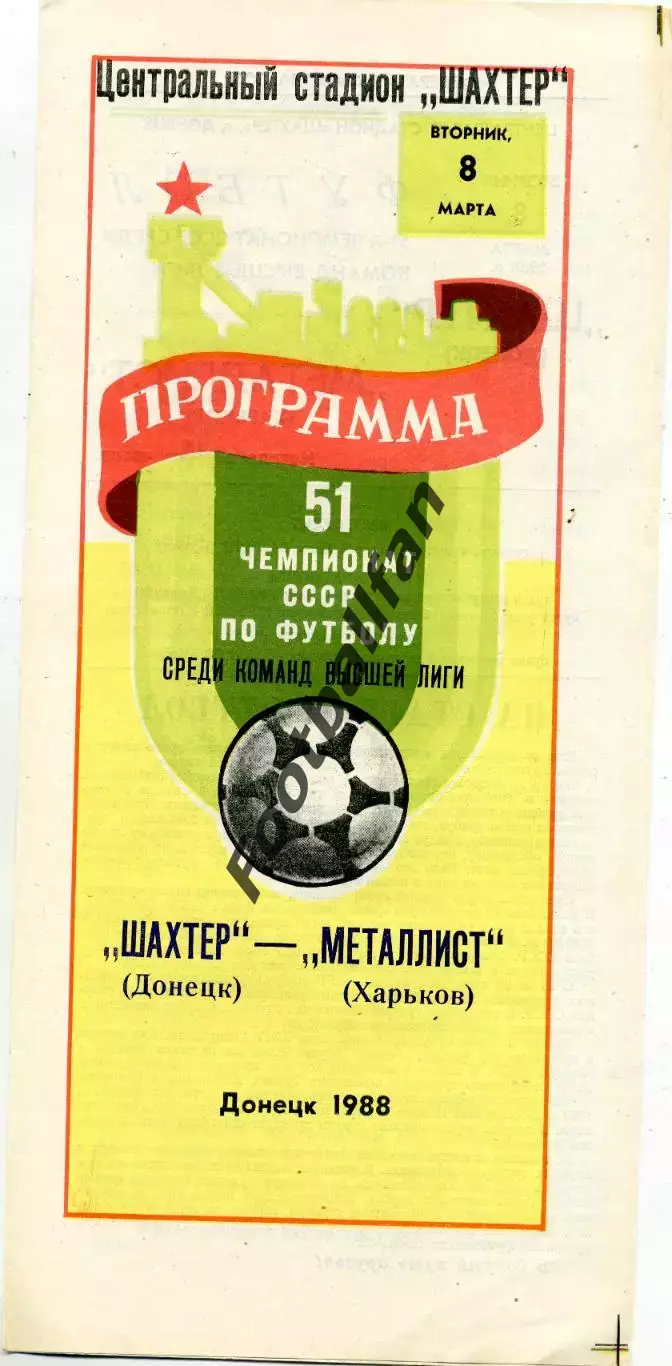 Центральный стадион „ШАХТЕР“
ВТОРНИК,
8
МАРТА
ПРОГРАММА
51
ЧЕМПИОНАТ
СССР
ПО ФУТБОЛУ
СРЕДИ КОМАНД ВЫСШЕЙ ЛИГИ
Footballfan
„ШАХТЕР“ — „МЕТАЛЛИСТ“
(Донецк) (Харьков)
Донецк 1988